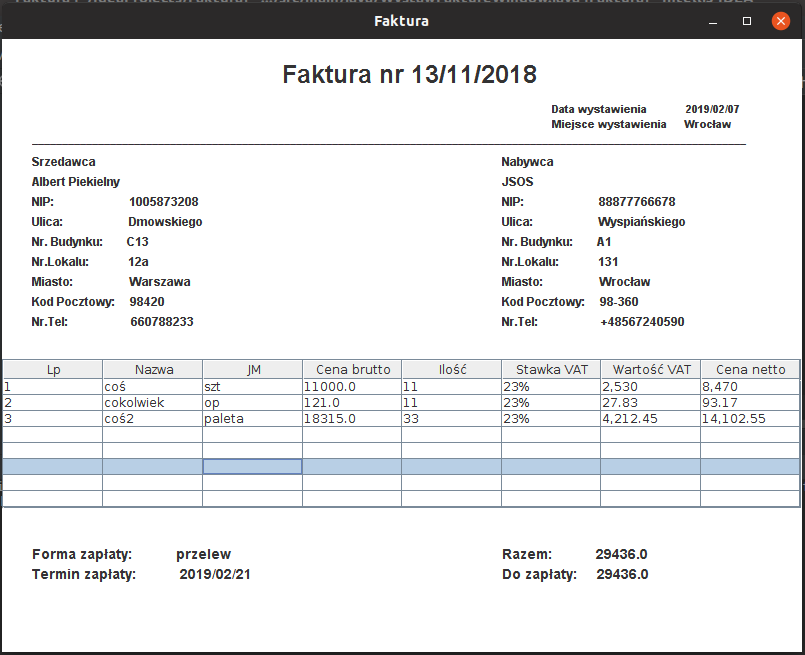 Faktura
Faktura nr 13/11/2018
Data wystawienia 2019/02/07
Miejsce wystawienia Wrocław
Srzedawca Nabywca
Albert Piekielny JSOS
NIP: 1005873208 NIP: 88877766678
Ulica: Dmowskiego Ulica: Wyspiańskiego
Nr. Budynku: C13 Nr. Budynku: A1
Nr.Lokalu: 12a Nr.Lokalu: 131
Miasto: Warszawa Miasto: Wrocław
Kod Pocztowy: 98420 Kod Pocztowy: 98-360
Nr.Tel: 660788233 Nr.Tel: +48567240590
Lp Nazwa JM Cena brutto Ilość Stawka VAT Wartość VAT Cena netto
1 coś szt 11000.0 11 23% 2,530 8,470
2 cokolwiek op 121.0 11 23% 27.83 93.17
3 coś2 paleta 18315.0 33 23% 4,212.45 14,102.55
Forma zapłaty: przelew Razem: 29436.0
Termin zapłaty: 2019/02/21 Do zapłaty: 29436.0